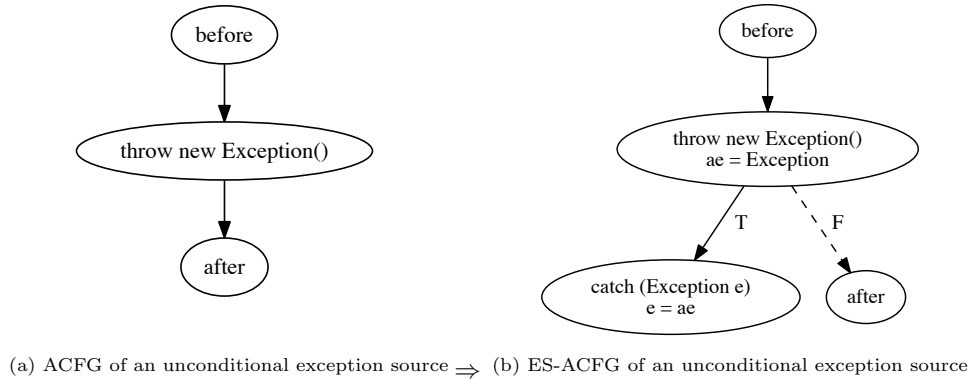 before
throw new Exception()
after
before
throw new Exception()
ae = Exception
T
F
catch (Exception e)
e = ae
after
(a) ACFG of an unconditional exception source ⇒ (b) ES-ACFG of an unconditional exception source